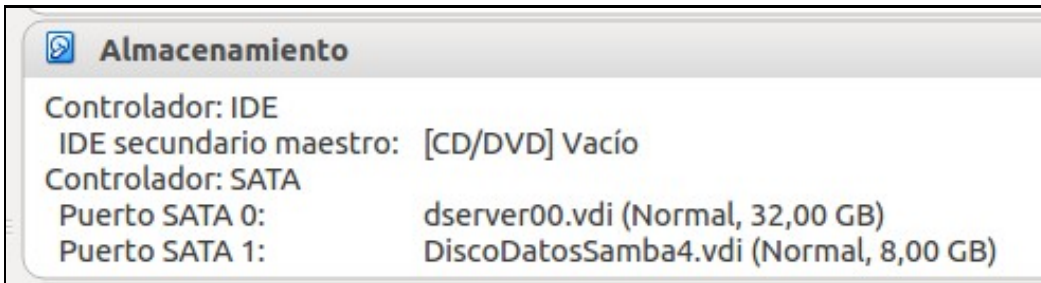 Almacenamiento
Controlador: IDE
IDE secundario maestro: [CD/DVD] Vacío
Controlador: SATA
Puerto SATA 0: dserver00.vdi (Normal, 32,00 GB)
Puerto SATA 1: DiscoDatosSamba4.vdi (Normal, 8,00 GB)